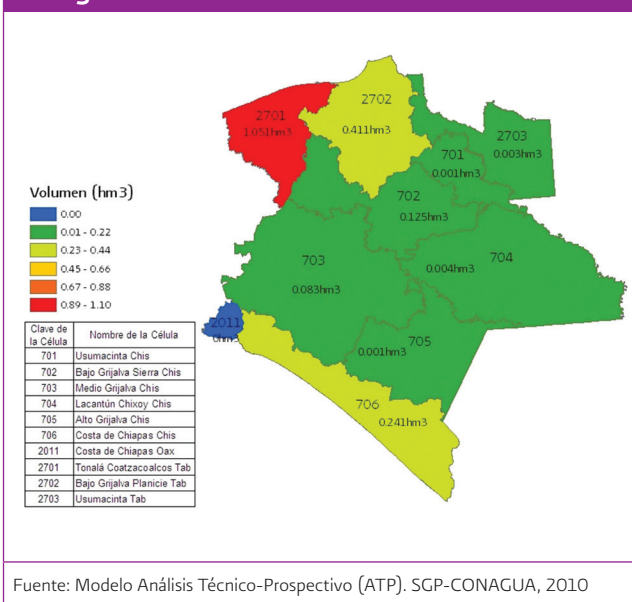 2701
1.051hm3
2702
0.411hm3
2703
0.003hm3
701
0.001hm3
702
0.125hm3
703
0.083hm3
704
0.004hm3
705
0.001hm3
706
0.241hm3
2011
0hm3
Volumen (hm3)
0.00
0.01 - 0.22
0.23 - 0.44
0.45 - 0.66
0.67 - 0.88
0.89 - 1.10
Clave de la Célula Nombre de la Célula
701 Usumacinta Chis
702 Bajo Grijalva Sierra Chis
703 Medio Grijalva Chis
704 Lacantún Chixoy Chis
705 Alto Grijalva Chis
706 Costa de Chiapas Chis
2011 Costa de Chiapas Oax
2701 Tonalá Coatzacoalcos Tab
2702 Bajo Grijalva Planicie Tab
2703 Usumacinta Tab
Fuente: Modelo Análisis Técnico-Prospectivo (ATP). SGP-CONAGUA, 2010